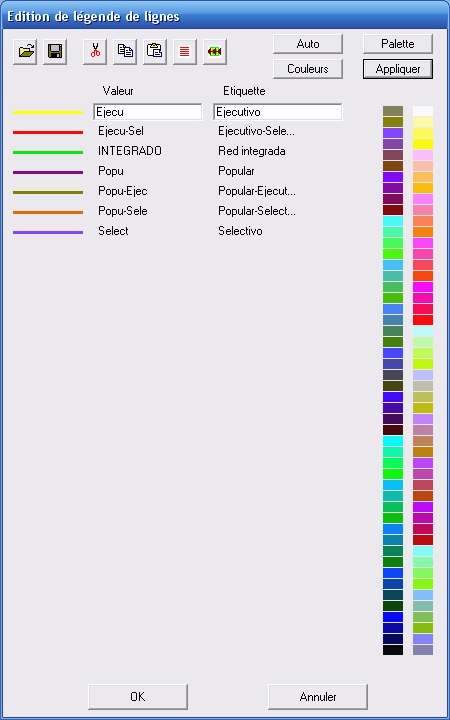 Edition de légende de lignes
Auto Palette
Couleurs Appliquer
Valeur Etiquette
Ejecu Ejecutivo
Ejecu-Sel Ejecutivo-Sele...
INTEGRADO Red integrada
Popu Popular
Popu-Ejec Popular-Ejecut...
Popu-Sele Popular-Select...
Select Selectivo
OK Annuler